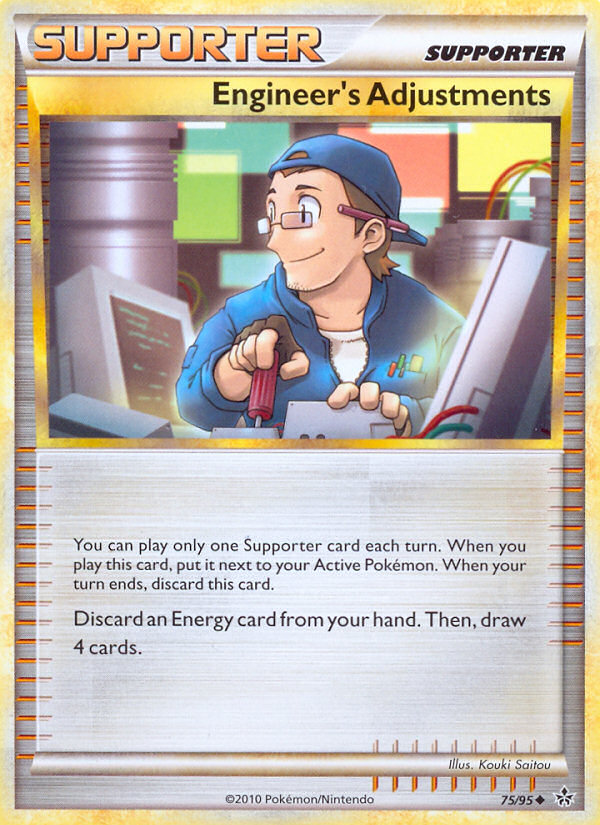 SUPPORTER
SUPPORTER
Engineer's Adjustments
You can play only one Supporter card each turn. When you
play this card, put it next to your Active Pokémon. When your
turn ends, discard this card.
Discard an Energy card from your hand. Then, draw
4 cards.
Illus. Kouki Saitou
©2010 Pokémon/Nintendo
75/95